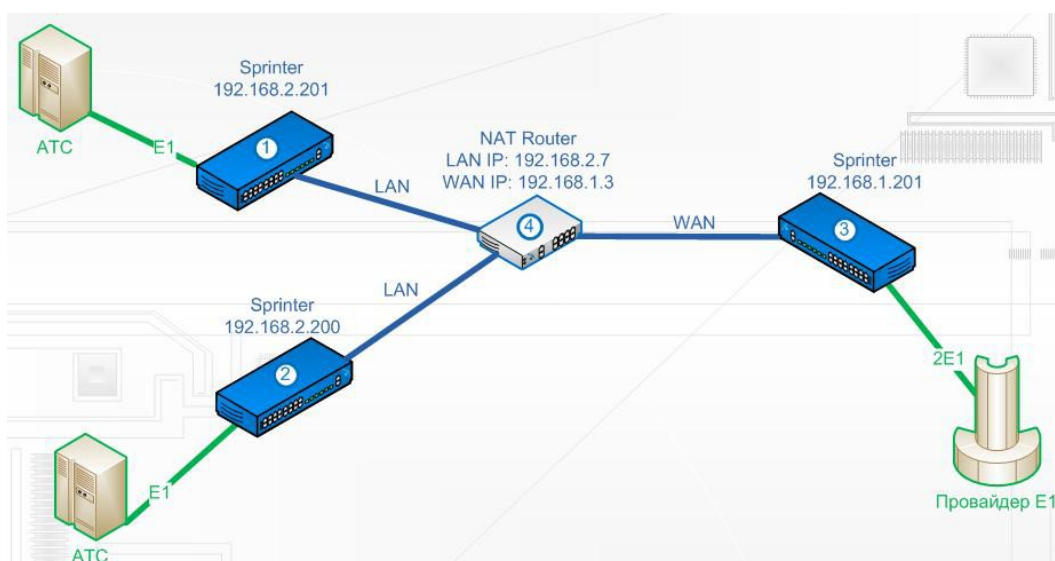 Sprinter
192.168.2.201
1
АТС
E1
LAN
NAT Router
LAN IP: 192.168.2.7
WAN IP: 192.168.1.3
4
WAN
Sprinter
192.168.1.201
3
LAN
Sprinter
192.168.2.200
2
E1
АТС
2E1
Провайдер E1